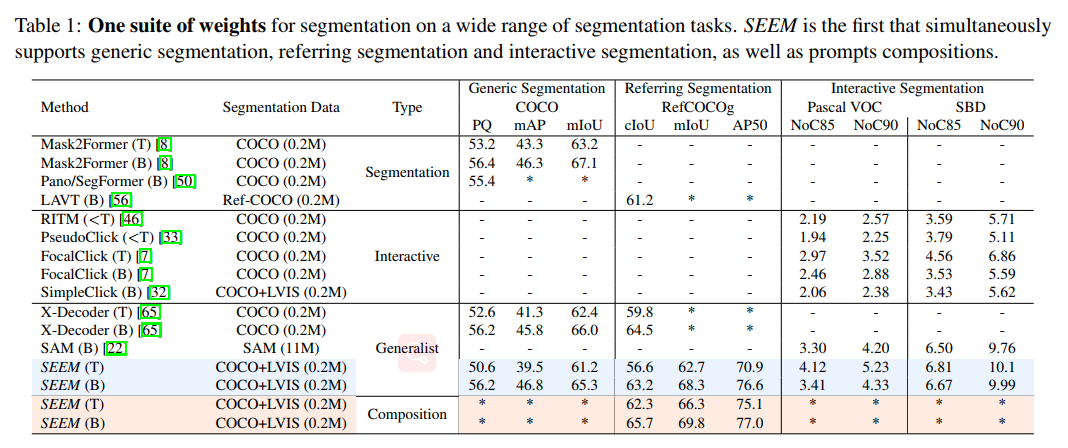 Table 1: One suite of weights for segmentation on a wide range of segmentation tasks. SEEM is the first that simultaneously
supports generic segmentation, referring segmentation and interactive segmentation, as well as prompts compositions.
Generic Segmentation Referring Segmentation Interactive Segmentation
Method Segmentation Data Type COCO RefCOCOg Pascal VOC SBD
PQ mAP mIoU cIoU mIoU AP50 NoC85 NoC90 NoC85 NoC90
Mask2Former (T) [8] COCO (0.2M) 53.2 43.3 63.2 - - - - - - -
Mask2Former (B) [8] COCO (0.2M) 56.4 46.3 67.1 - - - - - - -
Segmentation
Pano/SegFormer (B) [50] COCO (0.2M) 55.4 * * - - - - - - -
LAVT (B) [56] Ref-COCO (0.2M) - - - 61.2 * * - - - -
RITM (<T) [46] COCO (0.2M) - - - - - - 2.19 2.57 3.59 5.71
PseudoClick (<T) [33] COCO (0.2M) - - - - - - 1.94 2.25 3.79 5.11
FocalClick (T) [7] COCO (0.2M) Interactive - - - - - - 2.97 3.52 4.56 6.86
FocalClick (B) [7] COCO (0.2M) - - - - - - 2.46 2.88 3.53 5.59
SimpleClick (B) [32] COCO+LVIS (0.2M) - - - - - - 2.06 2.38 3.43 5.62
X-Decoder (T) [65] COCO (0.2M) 52.6 41.3 62.4 59.8 * * - - - -
X-Decoder (B) [65] COCO (0.2M) 56.2 45.8 66.0 64.5 * * - - - -
SAM (B) [22] SAM (11M) Generalist - - - - - - 3.30 4.20 6.50 9.76
SEEM (T) COCO+LVIS (0.2M) 50.6 39.5 61.2 56.6 62.7 70.9 4.12 5.23 6.81 10.1
SEEM (B) COCO+LVIS (0.2M) 56.2 46.8 65.3 63.2 68.3 76.6 3.41 4.33 6.67 9.99
SEEM (T) COCO+LVIS (0.2M) * * * 62.3 66.3 75.1 * * * *
Composition
SEEM (B) COCO+LVIS (0.2M) * * * 65.7 69.8 77.0 * * * *